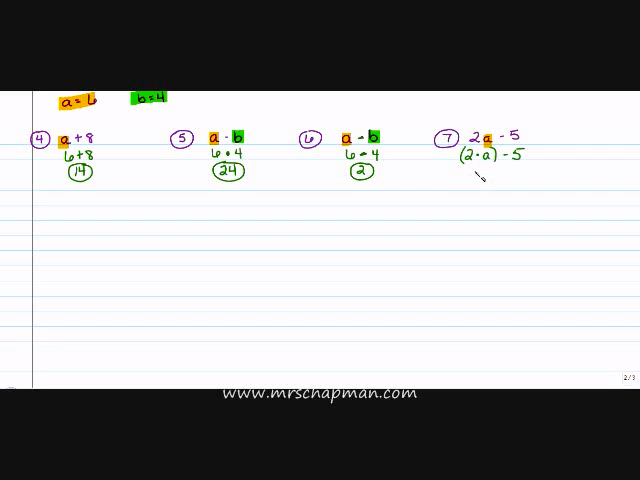 a = 6 b = 4
④ a + 8 ⑤ a · b ⑥ a - b ⑦ 2a - 5
6 + 8 6 • 4 6 - 4 (2 · a) - 5
14 24 2
2/3
www.mrschapman.com